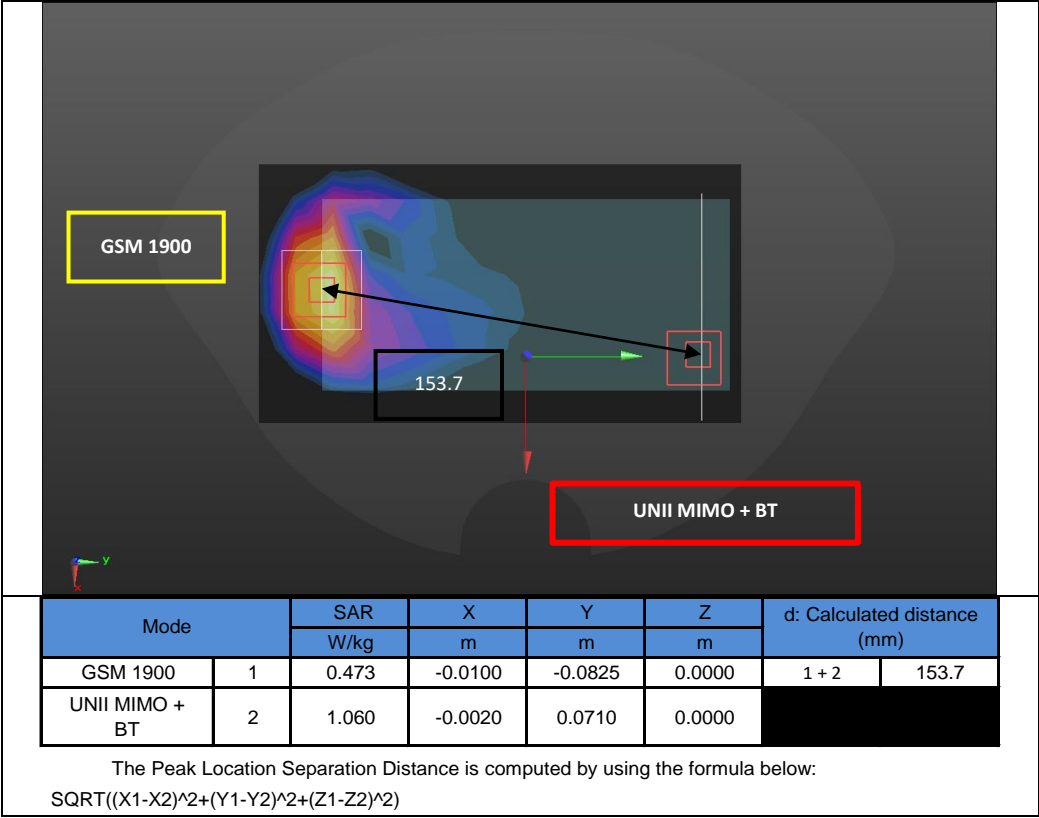 GSM 1900
153.7
UNII MIMO + BT
y
x
Mode SAR X Y Z d: Calculated distance (mm)
W/kg m m m
GSM 1900 1 0.473 -0.0100 -0.0825 0.0000 1 + 2 153.7
UNII MIMO + BT 2 1.060 -0.0020 0.0710 0.0000
The Peak Location Separation Distance is computed by using the formula below:
SQRT((X1-X2)^2+(Y1-Y2)^2+(Z1-Z2)^2)